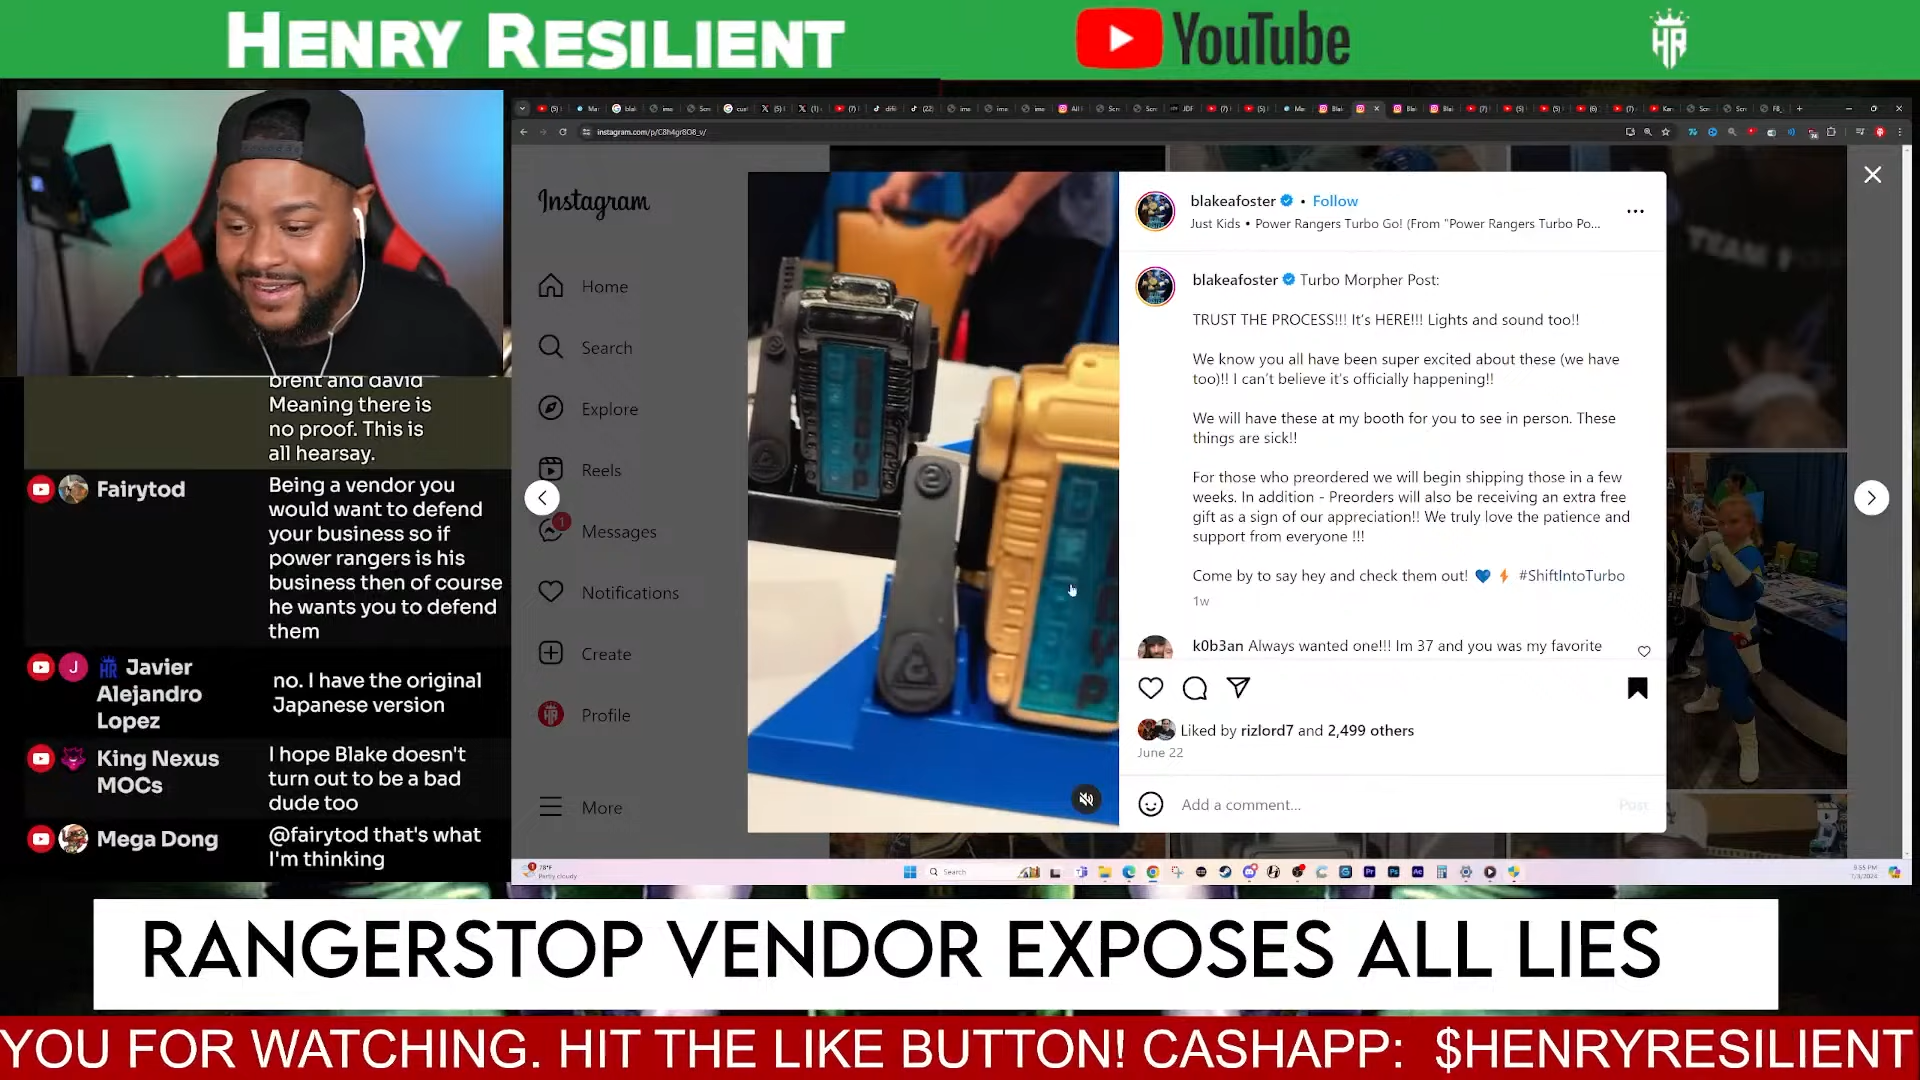 HENRY RESILIENT
YouTube
HR
instagram.com/p/C8h4gr8O8_v/
brent and david
Meaning there is
no proof. This is
all hearsay.
Fairytod
Being a vendor you
would want to defend
your business so if
power rangers is his
business then of course
he wants you to defend
them
Javier
Alejandro
Lopez
no. I have the original
Japanese version
King Nexus
MOCs
I hope Blake doesn't
turn out to be a bad
dude too
Mega Dong
@fairytod that's what
I'm thinking
Instagram
Home
Search
Explore
Reels
1
Messages
Notifications
Create
Profile
More
blakeafoster • Follow
Just Kids • Power Rangers Turbo Go! (From "Power Rangers Turbo Po...
blakeafoster Turbo Morpher Post:
TRUST THE PROCESS!!! It's HERE!!! Lights and sound too!!
We know you all have been super excited about these (we have
too)!! I can't believe it's officially happening!!
We will have these at my booth for you to see in person. These
things are sick!!
For those who preordered we will begin shipping those in a few
weeks. In addition - Preorders will also be receiving an extra free
gift as a sign of our appreciation!! We truly love the patience and
support from everyone !!!
Come by to say hey and check them out! 💙 ⚡ #ShiftIntoTurbo
1w
k0b3an Always wanted one!!! Im 37 and you was my favorite
Liked by rizlord7 and 2,499 others
June 22
Add a comment...
Post
78°F
Partly cloudy
Search
RANGERSTOP VENDOR EXPOSES ALL LIES
YOU FOR WATCHING. HIT THE LIKE BUTTON! CASHAPP: $HENRYRESILIENT